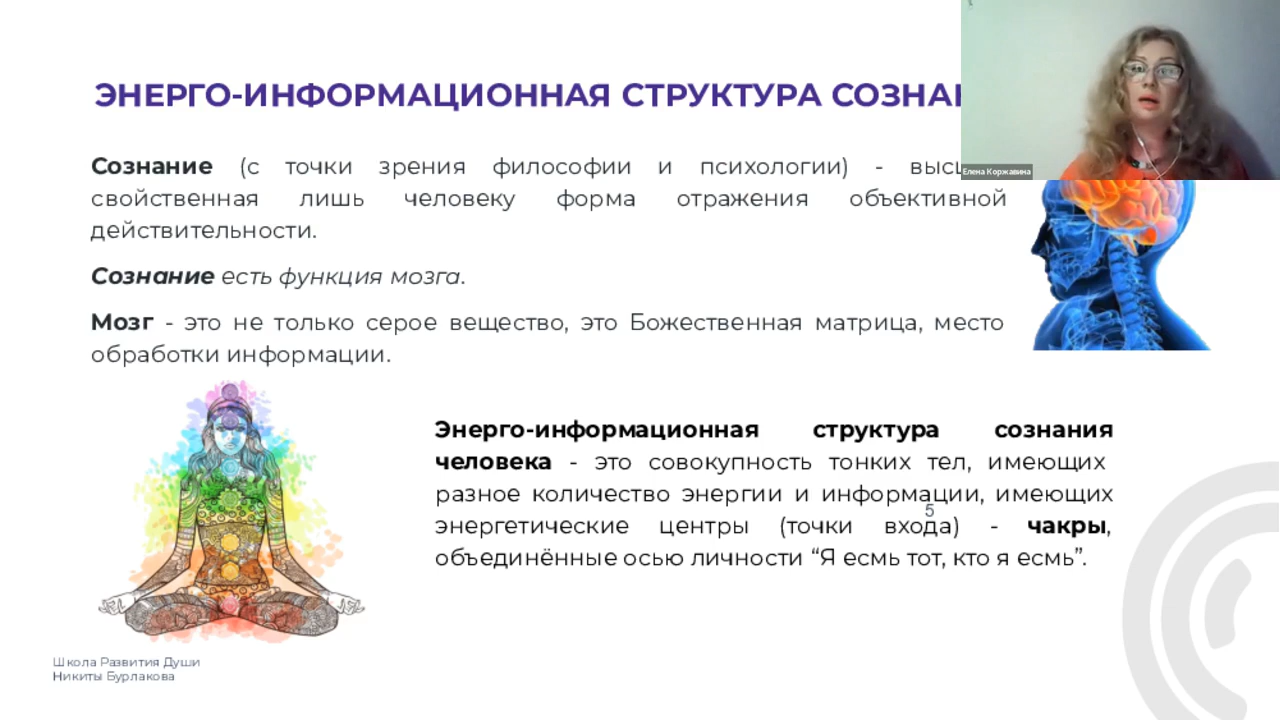 ЭНЕРГО-ИНФОРМАЦИОННАЯ СТРУКТУРА
Елена Коржавина
Сознание (с точки зрения философии и психологии) -
свойственная лишь человеку форма отражения объективной
действительности.
Сознание есть функция мозга.
Мозг - это не только серое вещество, это Божественная матрица, место
обработки информации.
Энерго-информационная структура сознания
человека - это совокупность тонких тел, имеющих
разное количество энергии и информации, имеющих
5
энергетические центры (точки входа) - чакры,
объединённые осью личности “Я есмь тот, кто я есмь”.
Школа Развития Души
Никиты Бурлакова